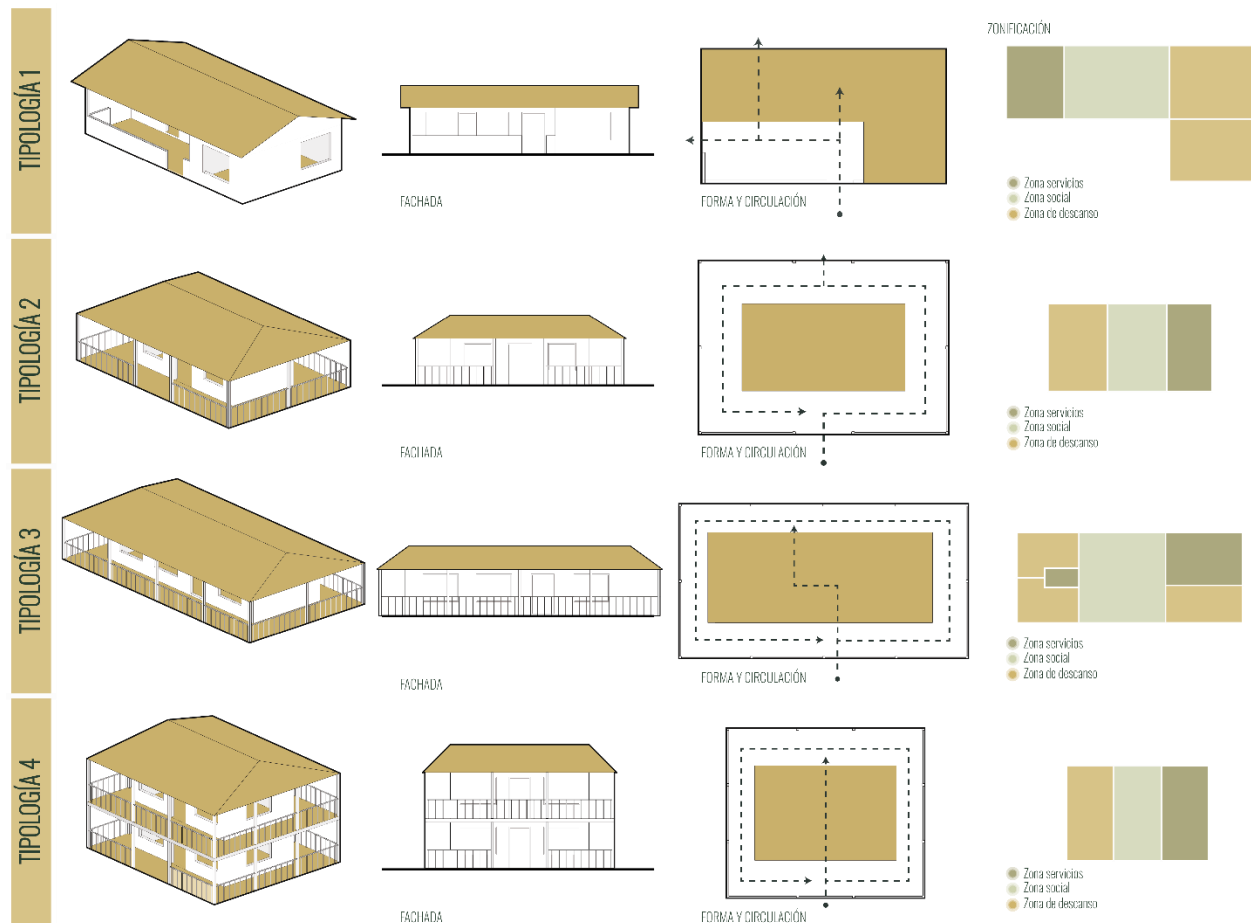 TIPOLOGÍA 1
FACHADA
FORMA Y CIRCULACIÓN
ZONIFICACIÓN
Zona servicios
Zona social
Zona de descanso
TIPOLOGÍA 2
FACHADA
FORMA Y CIRCULACIÓN
Zona servicios
Zona social
Zona de descanso
TIPOLOGÍA 3
FACHADA
FORMA Y CIRCULACIÓN
Zona servicios
Zona social
Zona de descanso
TIPOLOGÍA 4
FACHADA
FORMA Y CIRCULACIÓN
Zona servicios
Zona social
Zona de descanso